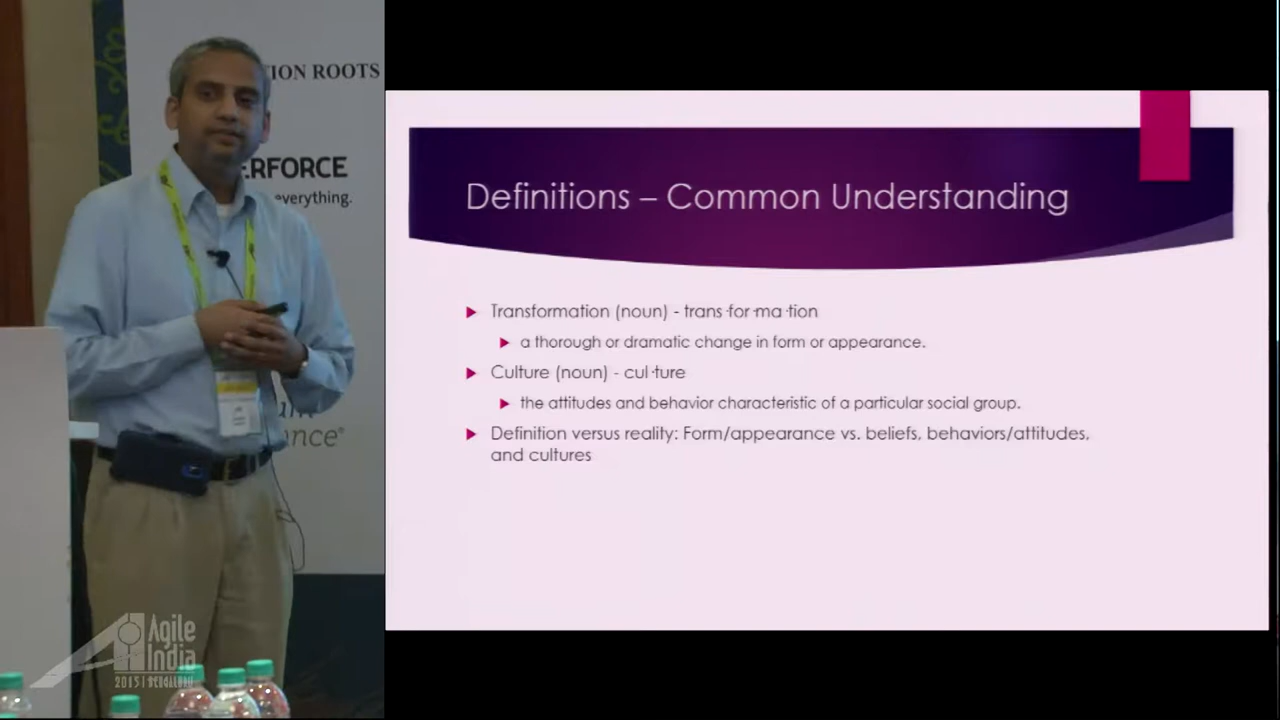 ION ROOTS
ERFORCE
everything.
ance®
Agile
India
2015 | BENGALURU
Definitions – Common Understanding
Transformation (noun) - trans·for·ma·tion
a thorough or dramatic change in form or appearance.
Culture (noun) - cul·ture
the attitudes and behavior characteristic of a particular social group.
Definition versus reality: Form/appearance vs. beliefs, behaviors/attitudes,
and cultures